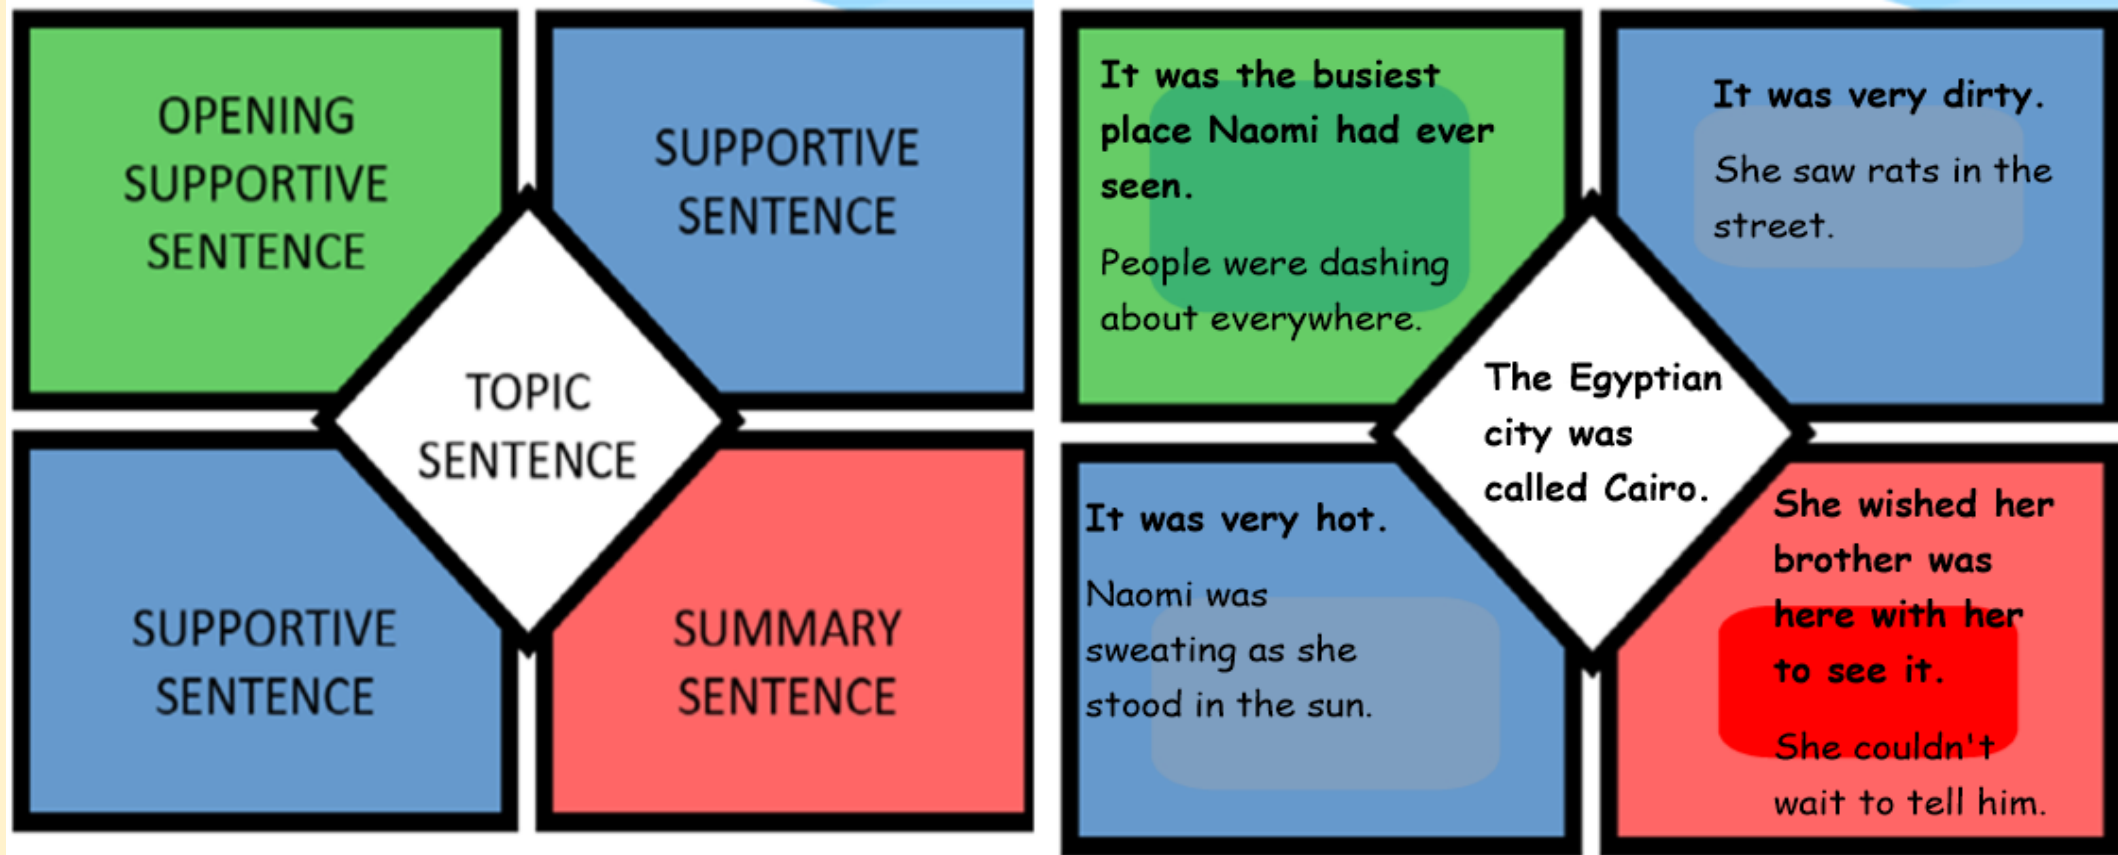 OPENING
SUPPORTIVE
SENTENCE
SUPPORTIVE
SENTENCE
TOPIC
SENTENCE
SUPPORTIVE
SENTENCE
SUMMARY
SENTENCE
It was the busiest
place Naomi had ever
seen.
People were dashing
about everywhere.
It was very dirty.
She saw rats in the
street.
The Egyptian
city was
called Cairo.
It was very hot.
Naomi was
sweating as she
stood in the sun.
She wished her
brother was
here with her
to see it.
She couldn't
wait to tell him.